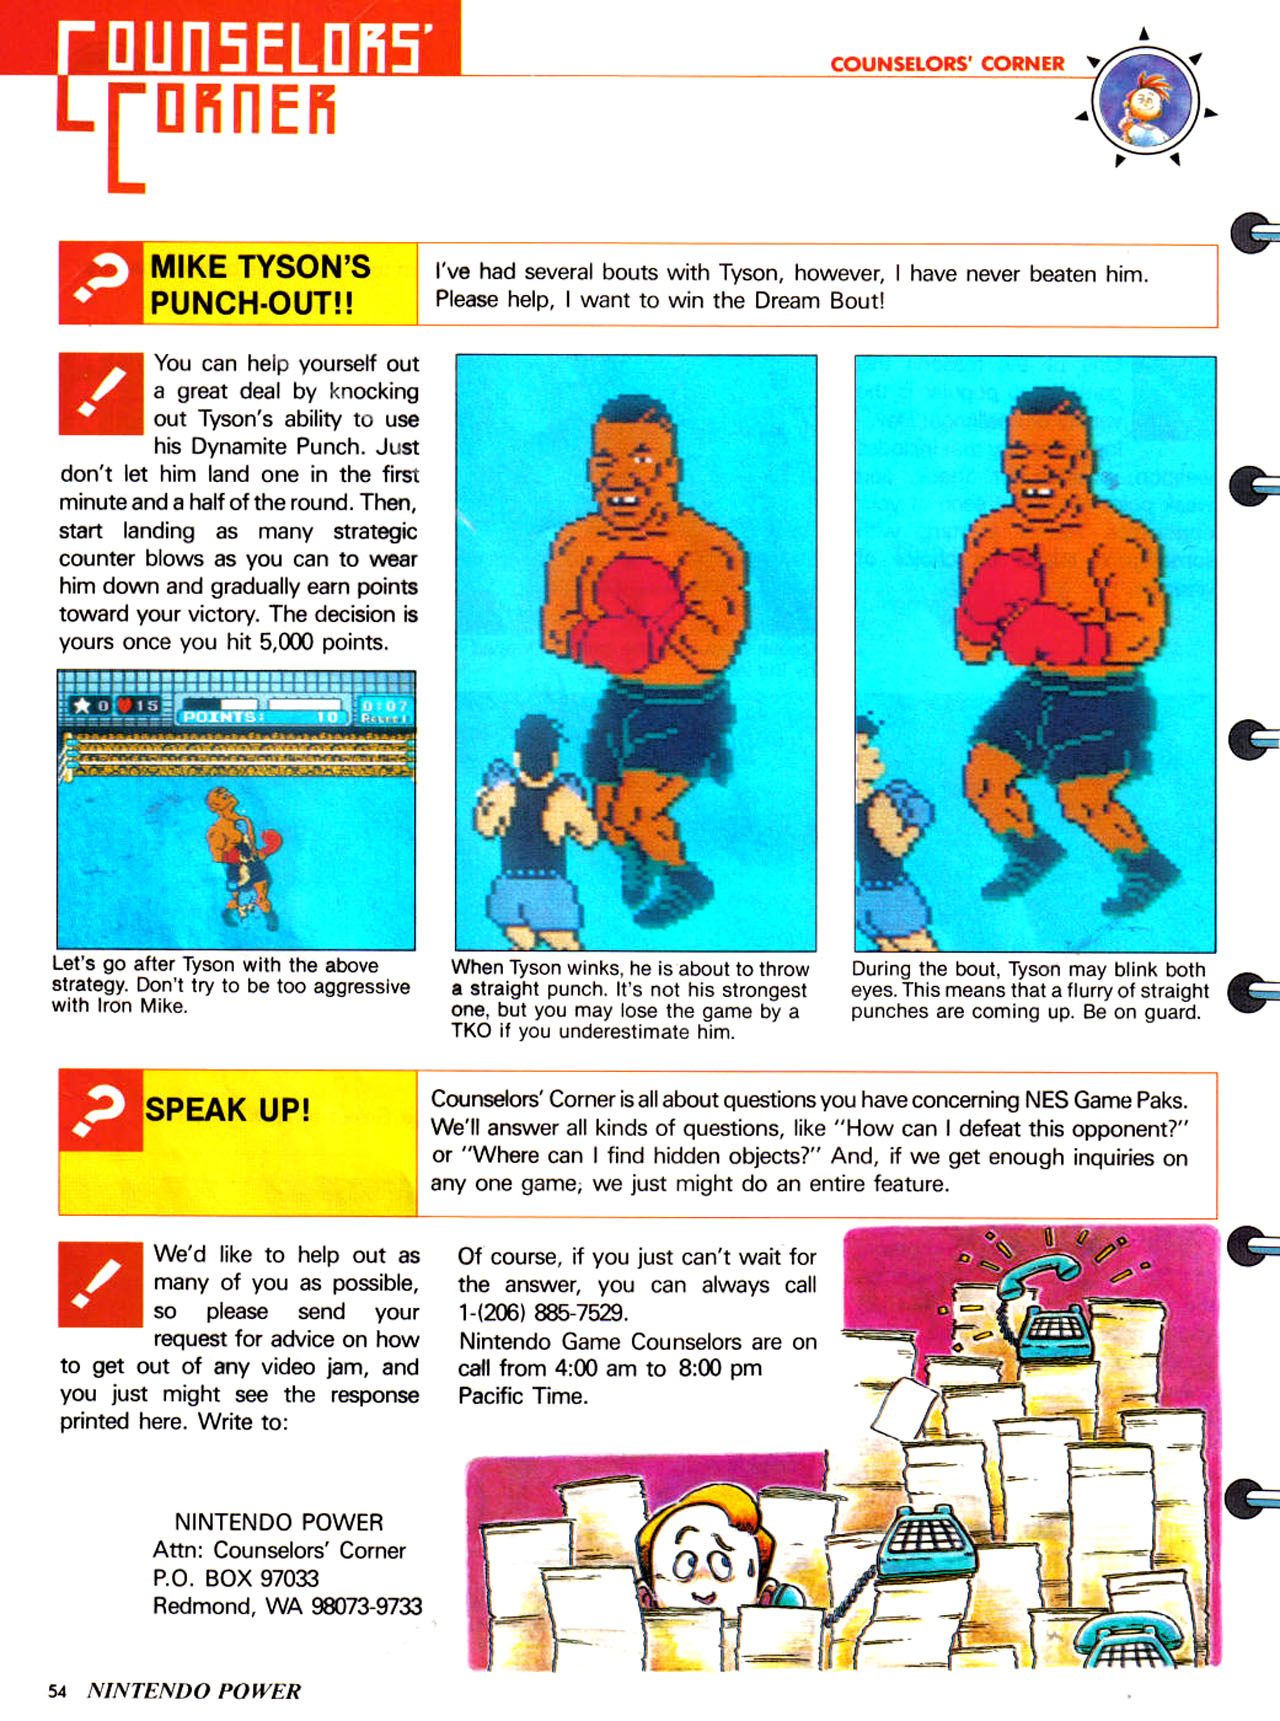 COUNSELORS'
CORNER
COUNSELORS' CORNER
?
MIKE TYSON'S
PUNCH-OUT!!
I've had several bouts with Tyson, however, I have never beaten him.
Please help, I want to win the Dream Bout!
!
You can help yourself out
a great deal by knocking
out Tyson's ability to use
his Dynamite Punch. Just
don't let him land one in the first
minute and a half of the round. Then,
start landing as many strategic
counter blows as you can to wear
him down and gradually earn points
toward your victory. The decision is
yours once you hit 5,000 points.
0 15
0:07
POINTS: 10
Round 1
Let's go after Tyson with the above
strategy. Don't try to be too aggressive
with Iron Mike.
When Tyson winks, he is about to throw
a straight punch. It's not his strongest
one, but you may lose the game by a
TKO if you underestimate him.
During the bout, Tyson may blink both
eyes. This means that a flurry of straight
punches are coming up. Be on guard.
?
SPEAK UP!
Counselors' Corner is all about questions you have concerning NES Game Paks.
We'll answer all kinds of questions, like "How can I defeat this opponent?"
or "Where can I find hidden objects?" And, if we get enough inquiries on
any one game, we just might do an entire feature.
!
We'd like to help out as
many of you as possible,
so please send your
request for advice on how
to get out of any video jam, and
you just might see the response
printed here. Write to:
NINTENDO POWER
Attn: Counselors' Corner
P.O. BOX 97033
Redmond, WA 98073-9733
Of course, if you just can't wait for
the answer, you can always call
1-(206) 885-7529.
Nintendo Game Counselors are on
call from 4:00 am to 8:00 pm
Pacific Time.
54 NINTENDO POWER